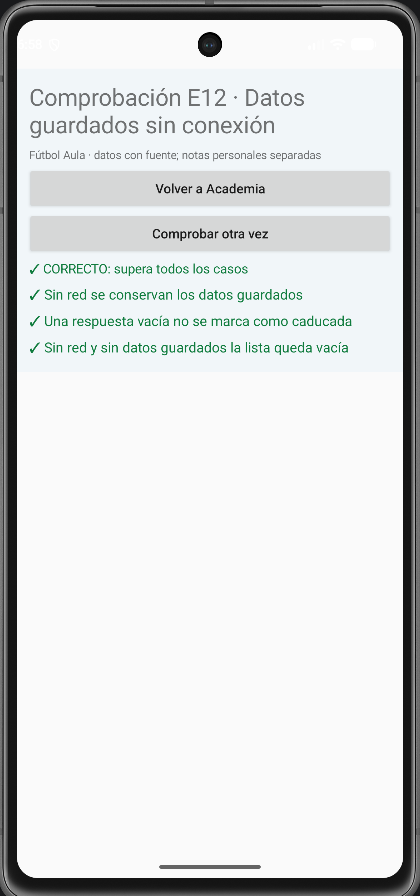 Comprobación E12 · Datos
guardados sin conexión
Fútbol Aula · datos con fuente; notas personales separadas
Volver a Academia
Comprobar otra vez
✓ CORRECTO: supera todos los casos
✓ Sin red se conservan los datos guardados
✓ Una respuesta vacía no se marca como caducada
✓ Sin red y sin datos guardados la lista queda vacía